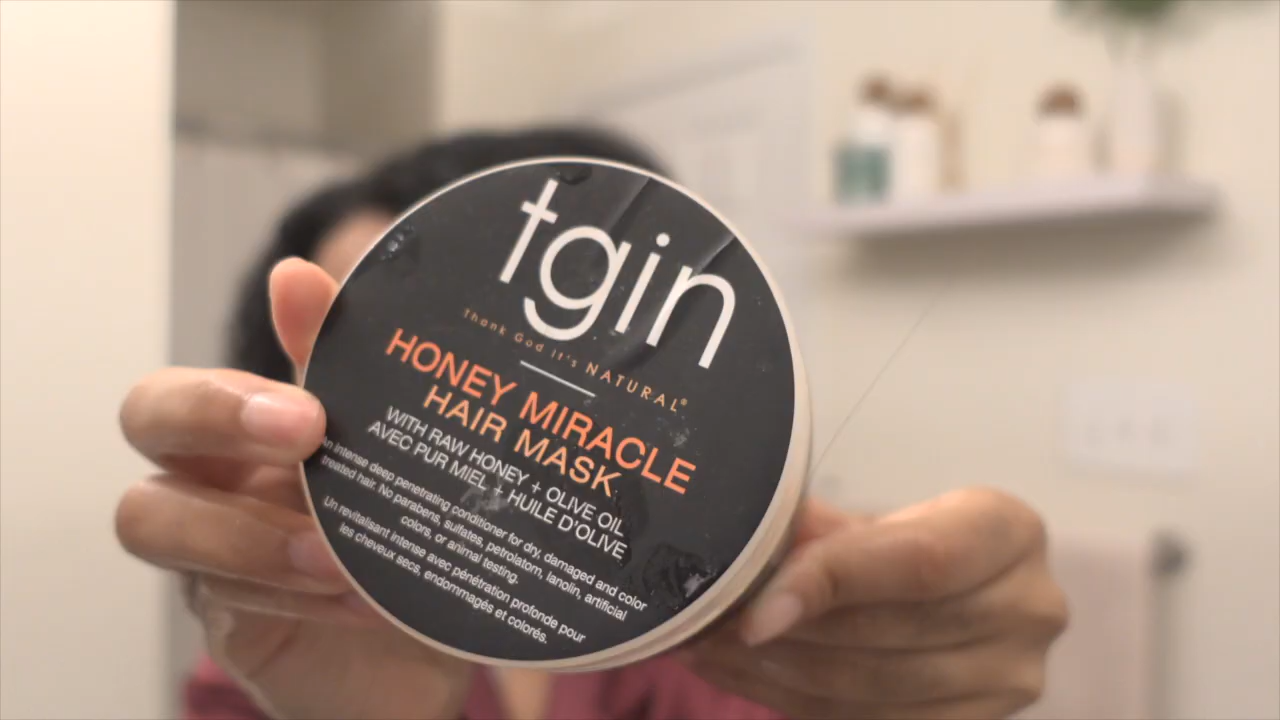 tgin
Thank God it's NATURAL®
HONEY MIRACLE
HAIR MASK
WITH RAW HONEY + OLIVE OIL
AVEC PUR MIEL + HUILE D'OLIVE
An intense deep penetrating conditioner for dry, damaged and color
treated hair. No parabens, sulfates, petrolatom, lanolin, artificial
colors, or animal testing.
Un revitalisant intense avec pénétration profonde pour
les cheveux secs, endommagés et colorés.